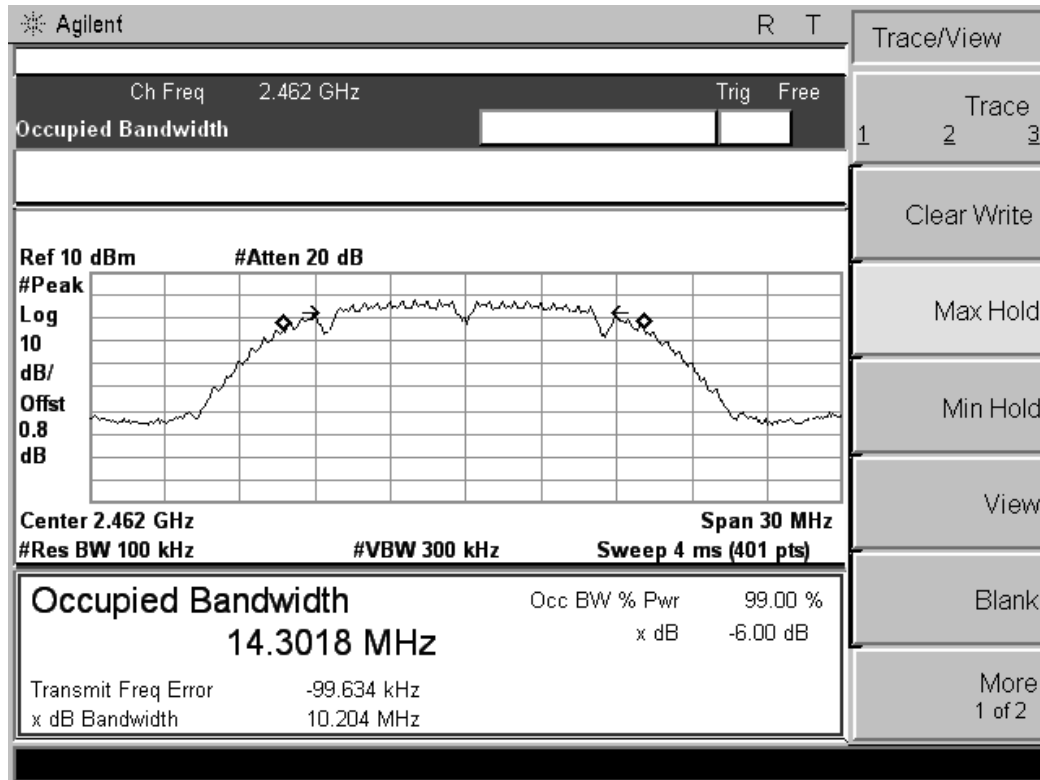 Agilent
R T
Ch Freq 2.462 GHz Trig Free
Occupied Bandwidth
Ref 10 dBm #Atten 20 dB
#Peak
Log
10
dB/
Offst
0.8
dB
Center 2.462 GHz Span 30 MHz
#Res BW 100 kHz #VBW 300 kHz Sweep 4 ms (401 pts)
Occupied Bandwidth
14.3018 MHz
Occ BW % Pwr 99.00 %
x dB -6.00 dB
Transmit Freq Error -99.634 kHz
x dB Bandwidth 10.204 MHz
Trace/View
Trace
1 2 3
Clear Write
Max Hold
Min Hold
View
Blank
More
1 of 2